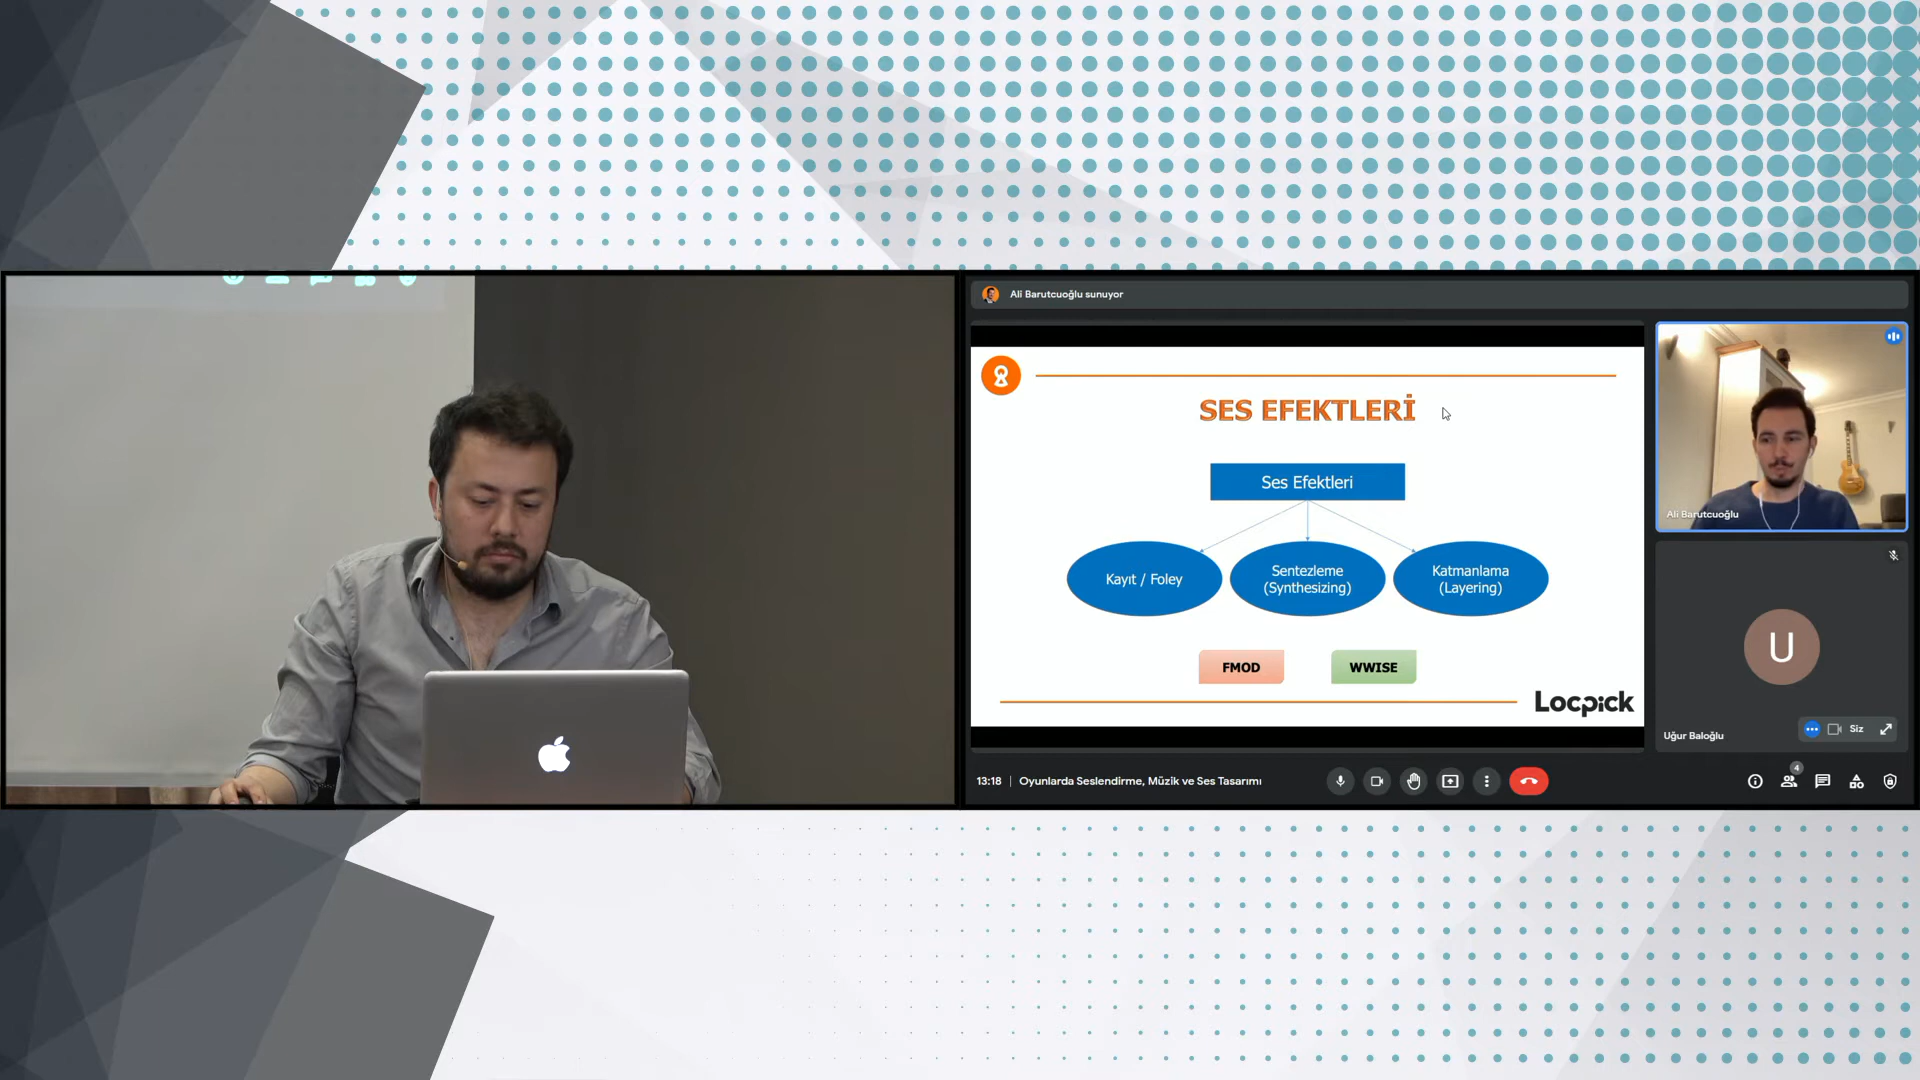 Ali Barutcuoğlu sunuyor
SES EFEKTLERİ
Ses Efektleri
Kayıt / Foley
Sentezleme
(Synthesizing)
Katmanlama
(Layering)
FMOD
WWISE
Locpick
Ali Barutcuoğlu
U
Uğur Baloğlu
Siz
13:18 | Oyunlarda Seslendirme, Müzik ve Ses Tasarımı
4